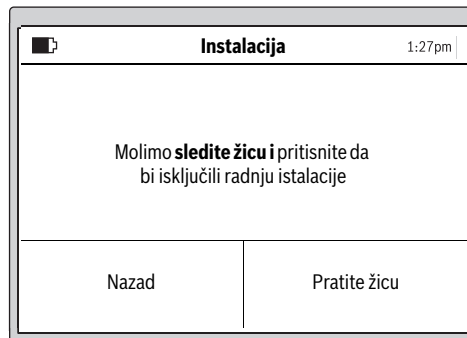 Instalacija 1:27pm
Molimo sledite žicu i pritisnite da
bi isključili radnju istalacije
Nazad Pratite žicu